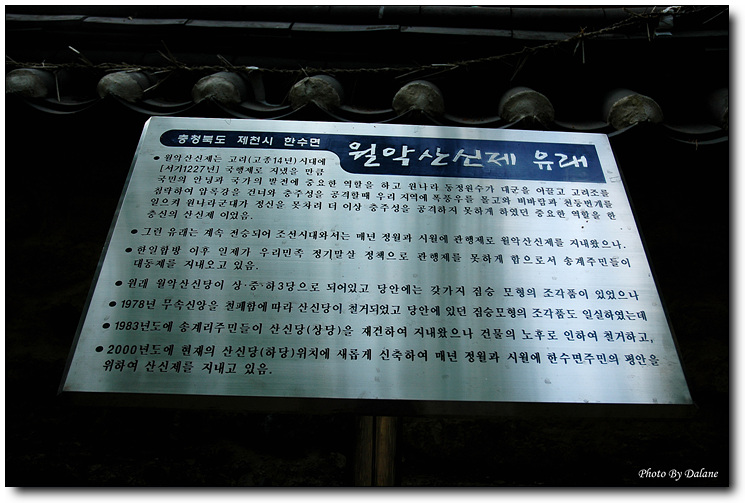 충청북도 제천시 한수면
월악산신제 유래
● 월악산신제는 고려(고종14년)시대에
[서기1227년] 국행제로 지냈을 만큼
국민의 안녕과 국가의 발전에 중요한 역할을 하고 원나라 동정원수가 대군을 이끌고 고려조를
침략하여 압록강을 건너와 충주성을 공격할때 우리 지역에 폭풍우를 몰고와 비바람과 천둥번개를
일으켜 원나라군대가 정신을 못차려 더 이상 충주성을 공격하지 못하게 하였던 중요한 역할을 한
충신의 산신제 이었음.
● 그런 유래는 계속 전승되어 조선시대와서는 매년 정월과 시월에 관행제로 월악산신제를 지내왔으나.
● 한일합방 이후 일제가 우리민족 정기말살 정책으로 관행제를 못하게 함으로서 송계주민들이
대동제를 지내오고 있음.
● 원래 월악산신당이 상·중·하3당으로 되어있고 당안에는 갖가지 짐승 모형의 조각품이 있었으나
● 1978년 무속신앙을 철폐함에 따라 산신당이 철거되었고 당안에 있던 짐승모형의 조각품도 일실하였는데
● 1983년도에 송계리주민들이 산신당(상당)을 재건하여 지내왔으나 건물의 노후로 인하여 철거하고,
● 2000년도에 현재의 산신당(하당)위치에 새롭게 신축하여 매년 정월과 시월에 한수면주민의 평안을
위하여 산신제를 지내고 있음.
Photo By Dalane